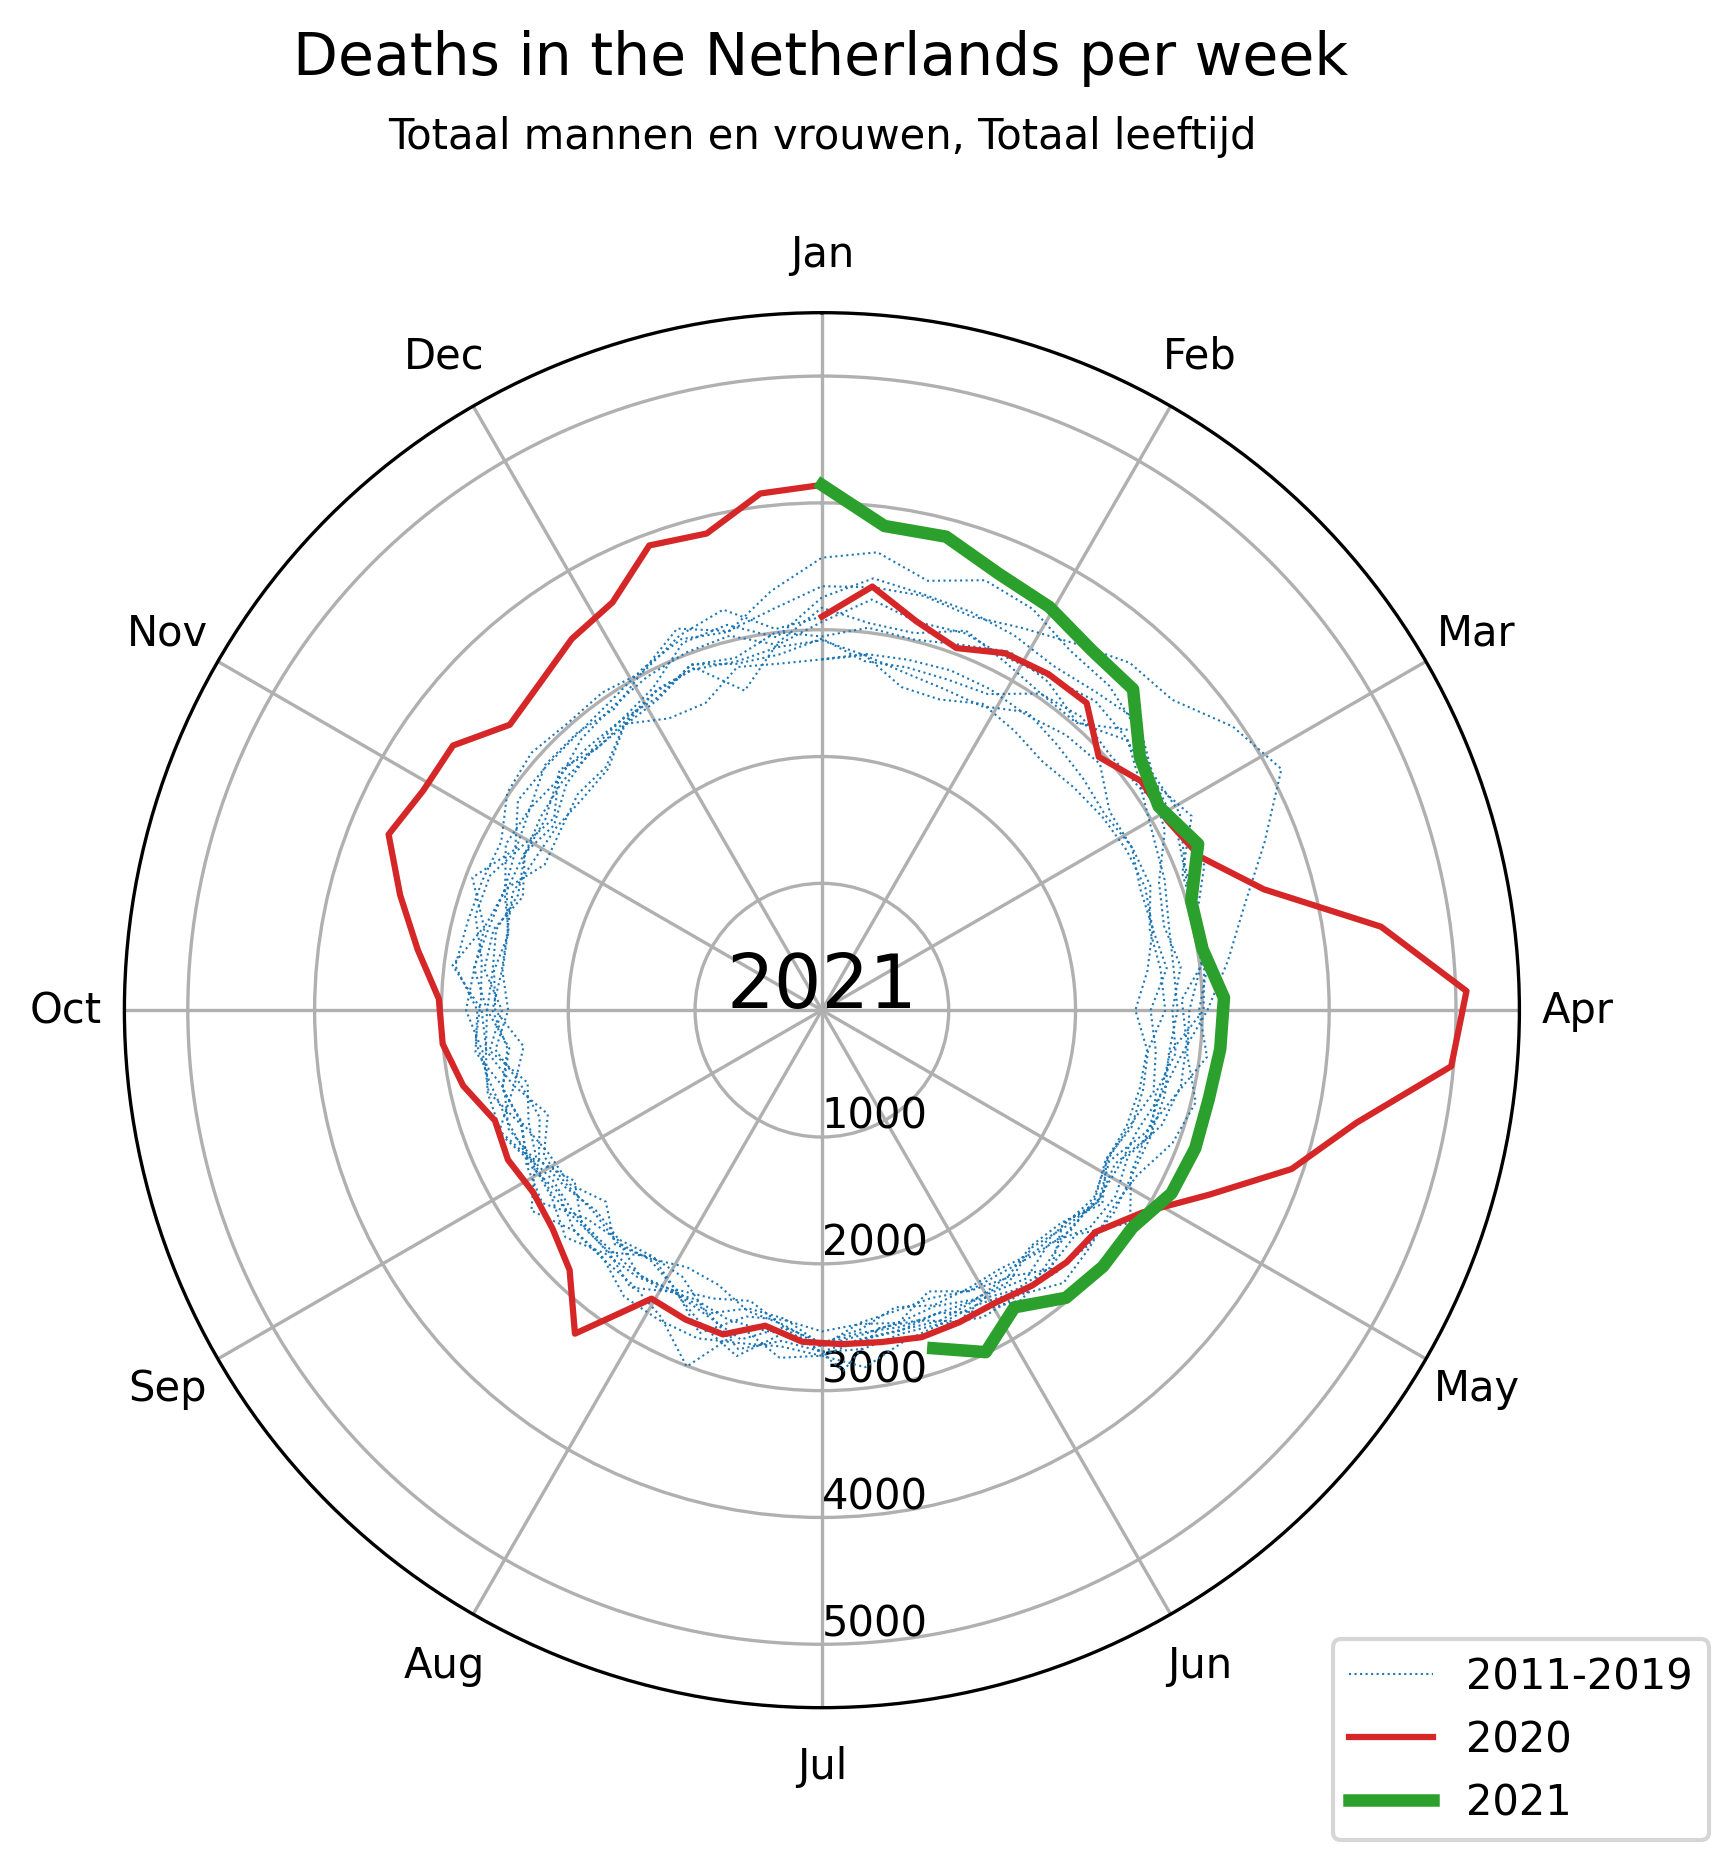 Deaths in the Netherlands per week
Totaal mannen en vrouwen, Totaal leeftijd
Jan
Dec
Feb
Nov
Mar
2021
Oct
Apr
1000
2000
3000
Sep
May
4000
5000
Aug
Jun
Jul
2011-2019
2020
2021